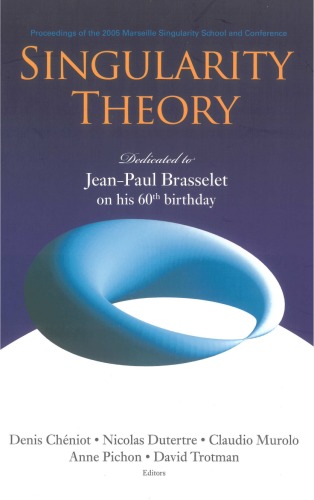 Proceedings of the 2005 Marseille Singularity School and Conference
SINGULARITY
THEORY
Dedicated to
Jean-Paul Brasselet
on his 60th birthday
Denis Chéniot • Nicolas Dutertre • Claudio Murolo
Anne Pichon • David Trotman
Editors